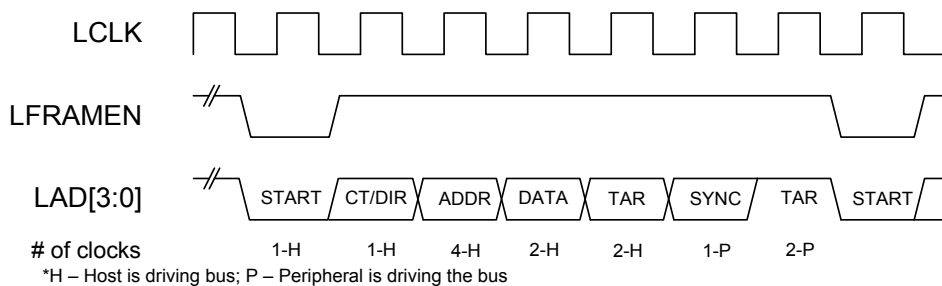 LCLK
LFRAMEN
LAD[3:0] START CT/DIR ADDR DATA TAR SYNC TAR START
# of clocks 1-H 1-H 4-H 2-H 2-H 1-P 2-P
*H – Host is driving bus; P – Peripheral is driving the bus